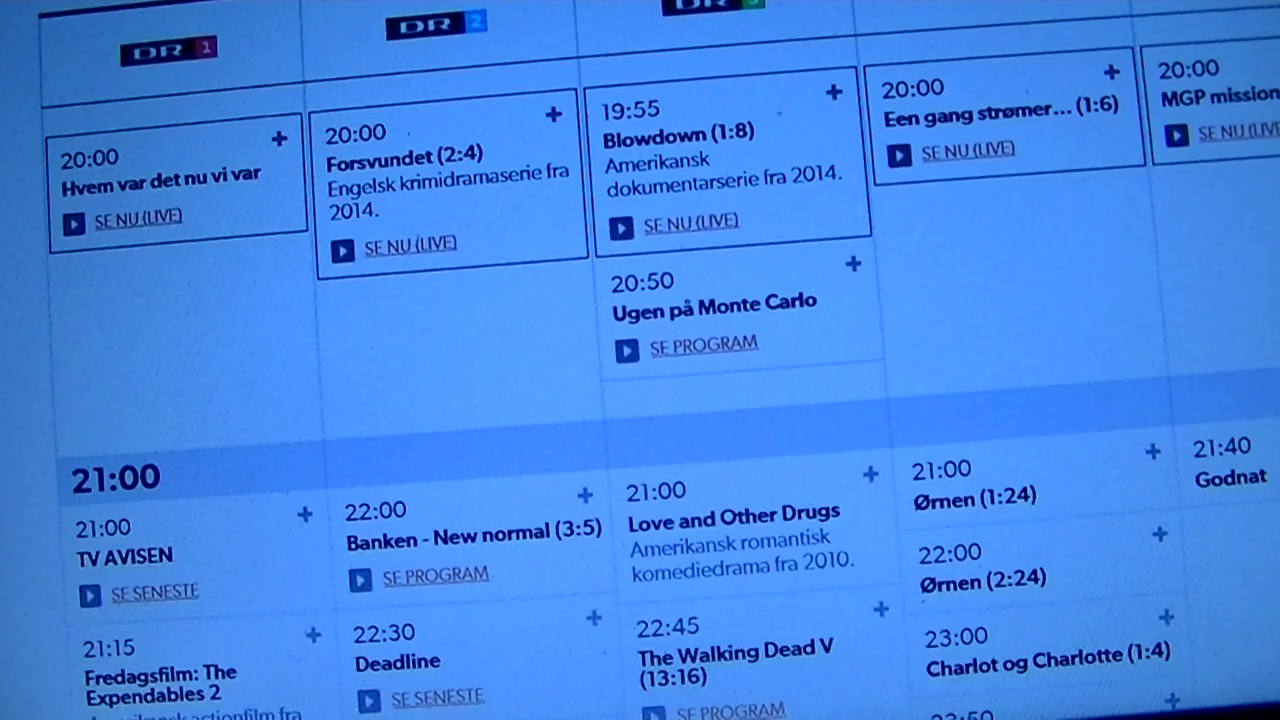 DR 1
20:00
Hvem var det nu vi var
SE NU (LIVE)
21:00
21:00
TV AVISEN
SE SENESTE
21:15
Fredagsfilm: The
Expendables 2
DR 2
20:00
Forsvundet (2:4)
Engelsk krimidramaserie fra
2014.
SE NU (LIVE)
22:00
Banken - New normal (3:5)
SE PROGRAM
22:30
Deadline
SE SENESTE
DR
19:55
Blowdown (1:8)
Amerikansk
dokumentarserie fra 2014.
SE NU (LIVE)
20:50
Ugen på Monte Carlo
SE PROGRAM
21:00
Love and Other Drugs
Amerikansk romantisk
komediedrama fra 2010.
22:45
The Walking Dead V
(13:16)
SE PROGRAM
20:00
Een gang strømer... (1:6)
SE NU (LIVE)
21:00
Ørnen (1:24)
22:00
Ørnen (2:24)
23:00
Charlot og Charlotte (1:4)
20:00
MGP mission
SE NU (LIVE
21:40
Godnat